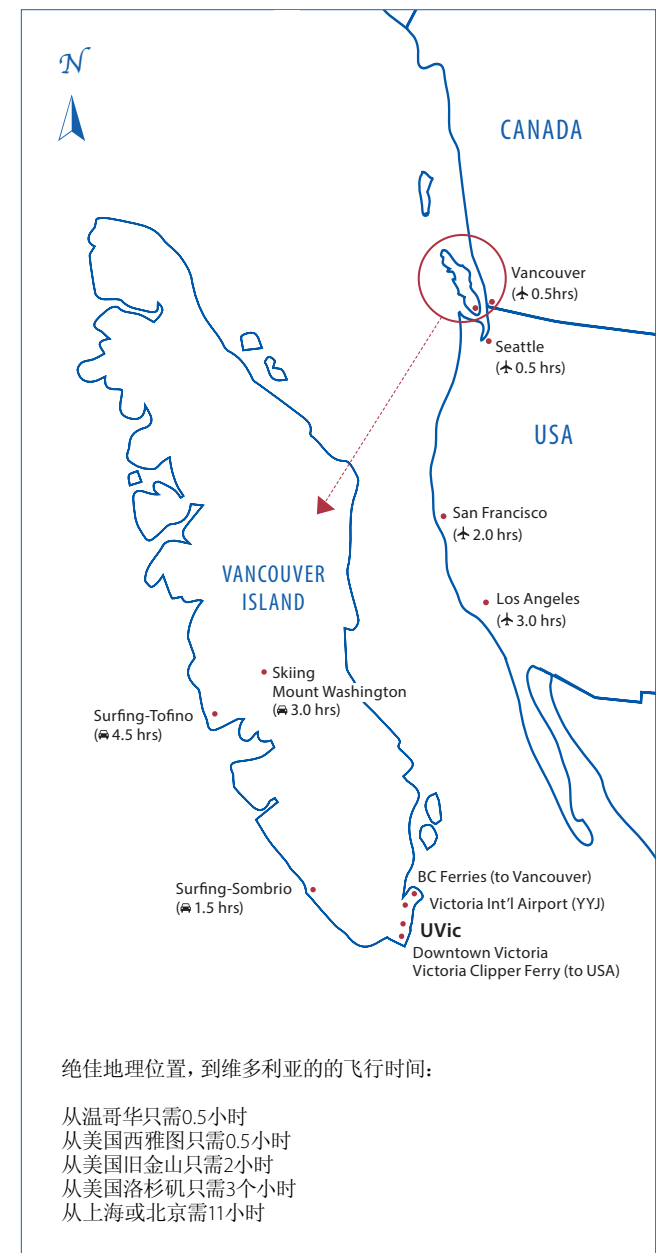 N
CANADA
Vancouver
(✈ 0.5hrs)
Seattle
(✈ 0.5 hrs)
USA
San Francisco
(✈ 2.0 hrs)
Los Angeles
(✈ 3.0 hrs)
VANCOUVER
ISLAND
Skiing
Mount Washington
(🚘 3.0 hrs)
Surfing-Tofino
(🚘 4.5 hrs)
Surfing-Sombrio
(🚘 1.5 hrs)
BC Ferries (to Vancouver)
Victoria Int’l Airport (YYJ)
UVic
Downtown Victoria
Victoria Clipper Ferry (to USA)
绝佳地理位置，到维多利亚的的飞行时间：
从温哥华只需0.5小时
从美国西雅图只需0.5小时
从美国旧金山只需2小时
从美国洛杉矶只需3个小时
从上海或北京需11小时